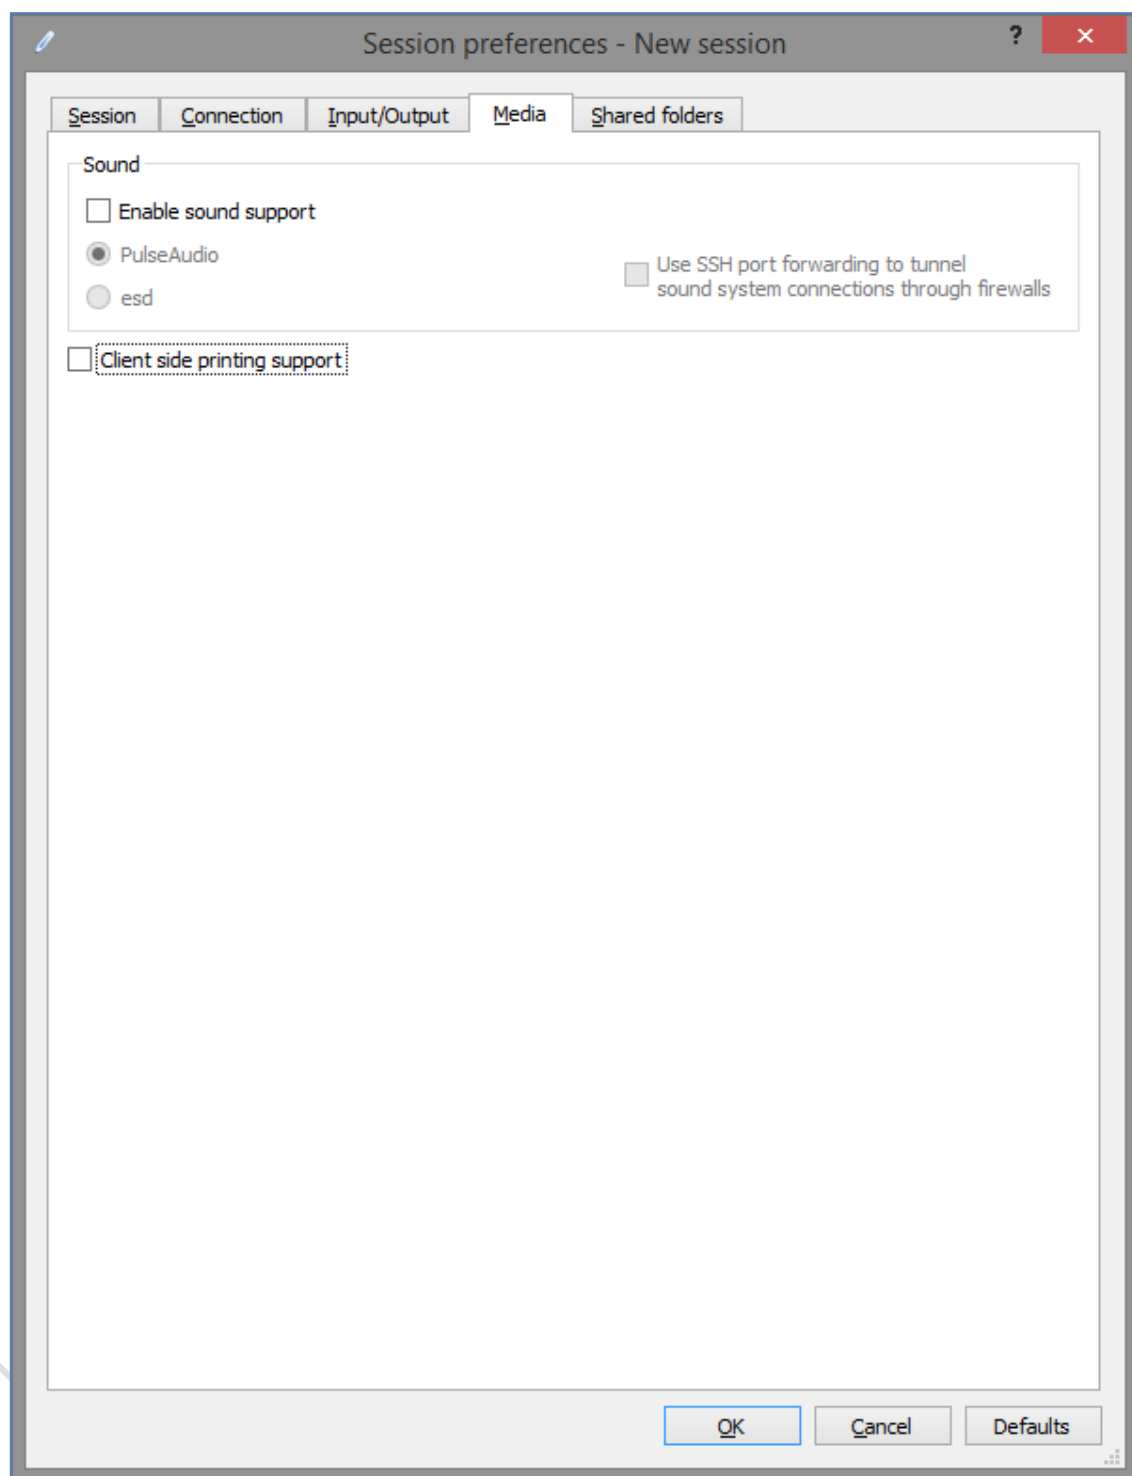 Session preferences - New session
?
Session Connection Input/Output Media Shared folders
Sound
Enable sound support
PulseAudio
esd
Use SSH port forwarding to tunnel
sound system connections through firewalls
Client side printing support
OK Cancel Defaults